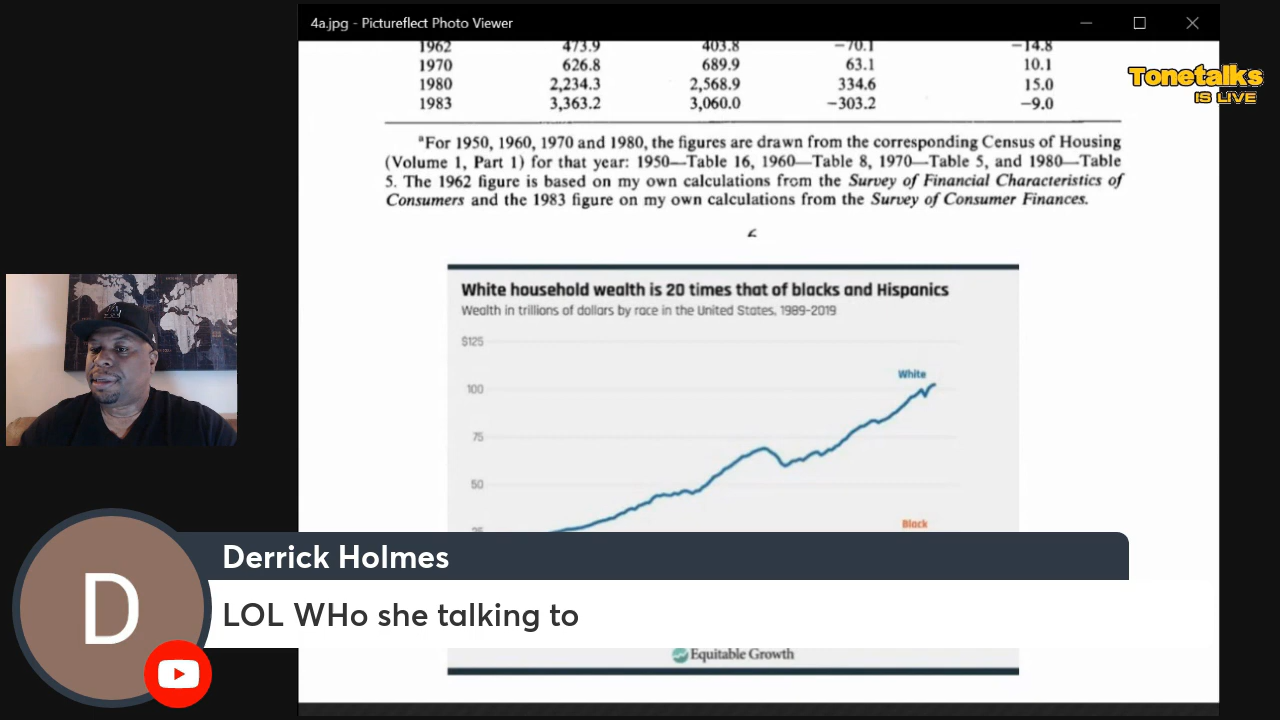 4a.jpg - Pictureflect Photo Viewer
Tonetalks
IS LIVE
1962 473.9 403.8 −70.1 −14.8
1970 626.8 689.9 63.1 10.1
1980 2,234.3 2,568.9 334.6 15.0
1983 3,363.2 3,060.0 −303.2 −9.0
ᵃFor 1950, 1960, 1970 and 1980, the figures are drawn from the corresponding Census of Housing
(Volume 1, Part 1) for that year: 1950—Table 16, 1960—Table 8, 1970—Table 5, and 1980—Table
5. The 1962 figure is based on my own calculations from the Survey of Financial Characteristics of
Consumers and the 1983 figure on my own calculations from the Survey of Consumer Finances.
White household wealth is 20 times that of blacks and Hispanics
Wealth in trillions of dollars by race in the United States, 1989-2019
$125
White
100
75
50
Black
Derrick Holmes
D
LOL WHo she talking to
Equitable Growth